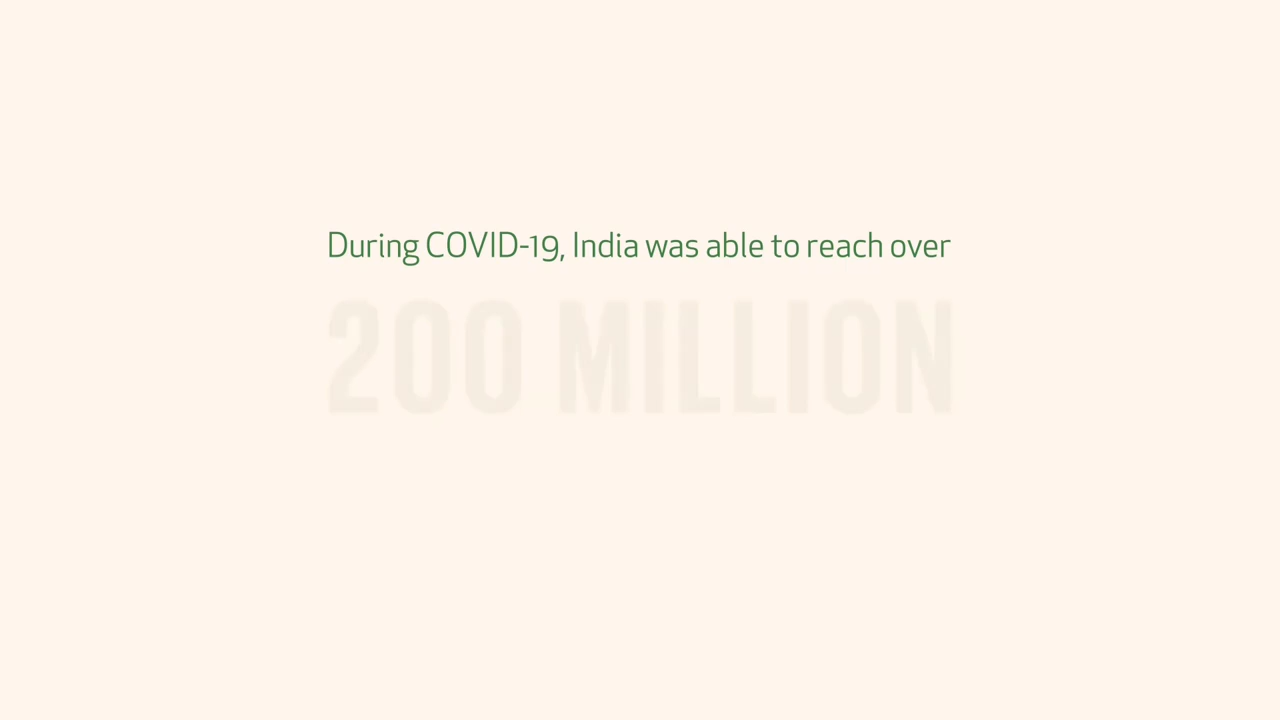 During COVID-19, India was able to reach over
200 MILLION